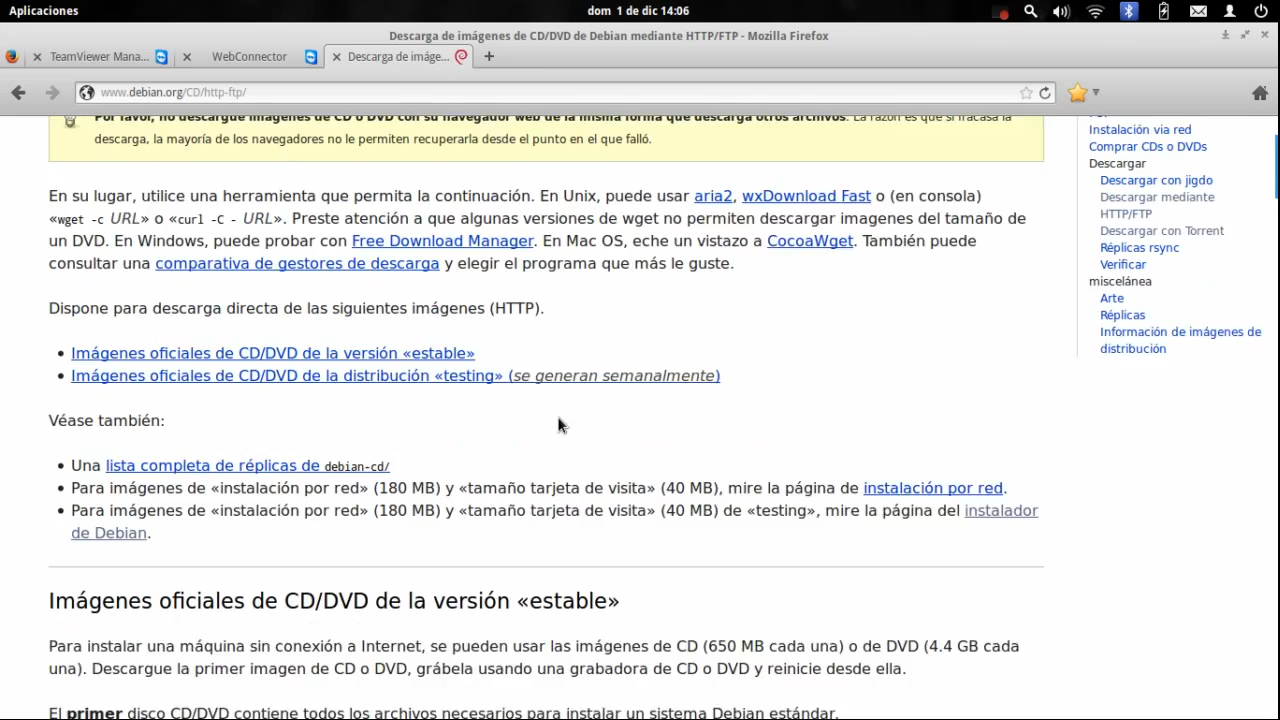 Aplicaciones
dom 1 de dic 14:06
Descarga de imágenes de CD/DVD de Debian mediante HTTP/FTP - Mozilla Firefox
TeamViewer Mana...
WebConnector
Descarga de imáge...
www.debian.org/CD/http-ftp/
Por favor, no descargue imágenes de CD o DVD con su navegador web de la misma forma que descarga otros archivos. La razón es que si fracasa la
descarga, la mayoría de los navegadores no le permiten recuperarla desde el punto en el que falló.
En su lugar, utilice una herramienta que permita la continuación. En Unix, puede usar aria2, wxDownload Fast o (en consola)
«wget -c URL» o «curl -C - URL». Preste atención a que algunas versiones de wget no permiten descargar imagenes del tamaño de
un DVD. En Windows, puede probar con Free Download Manager. En Mac OS, eche un vistazo a CocoaWget. También puede
consultar una comparativa de gestores de descarga y elegir el programa que más le guste.
Dispone para descarga directa de las siguientes imágenes (HTTP).
• Imágenes oficiales de CD/DVD de la versión «estable»
• Imágenes oficiales de CD/DVD de la distribución «testing» (se generan semanalmente)
Véase también:
• Una lista completa de réplicas de debian-cd/
• Para imágenes de «instalación por red» (180 MB) y «tamaño tarjeta de visita» (40 MB), mire la página de instalación por red.
• Para imágenes de «instalación por red» (180 MB) y «tamaño tarjeta de visita» (40 MB) de «testing», mire la página del instalador
de Debian.
Imágenes oficiales de CD/DVD de la versión «estable»
Para instalar una máquina sin conexión a Internet, se pueden usar las imágenes de CD (650 MB cada una) o de DVD (4.4 GB cada
una). Descargue la primer imagen de CD o DVD, grábela usando una grabadora de CD o DVD y reinicie desde ella.
El primer disco CD/DVD contiene todos los archivos necesarios para instalar un sistema Debian estándar.
Instalación via red
Comprar CDs o DVDs
Descargar
Descargar con jigdo
Descargar mediante
HTTP/FTP
Descargar con Torrent
Réplicas rsync
Verificar
miscelánea
Arte
Réplicas
Información de imágenes de
distribución